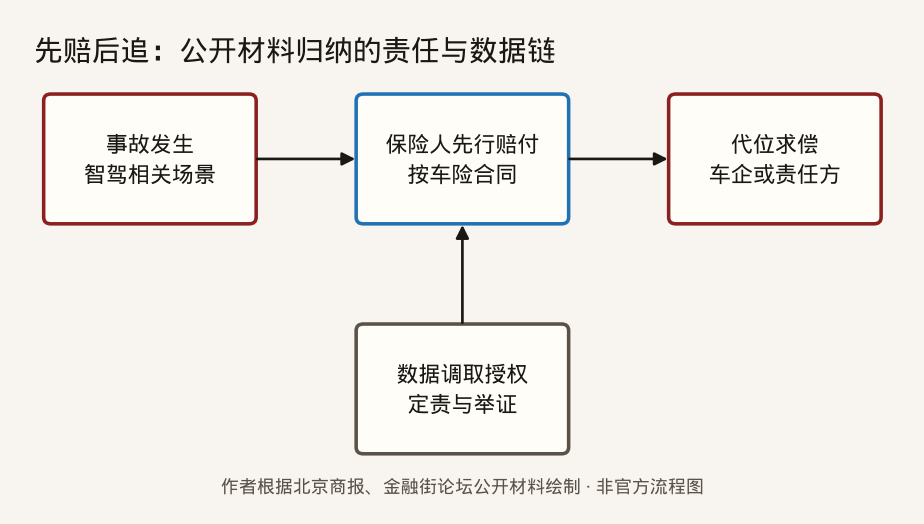 先赔后追：公开材料归纳的责任与数据链
事故发生
智驾相关场景
保险人先行赔付
按车险合同
代位求偿
车企或责任方
数据调取授权
定责与举证
作者根据北京商报、金融街论坛公开材料绘制 · 非官方流程图